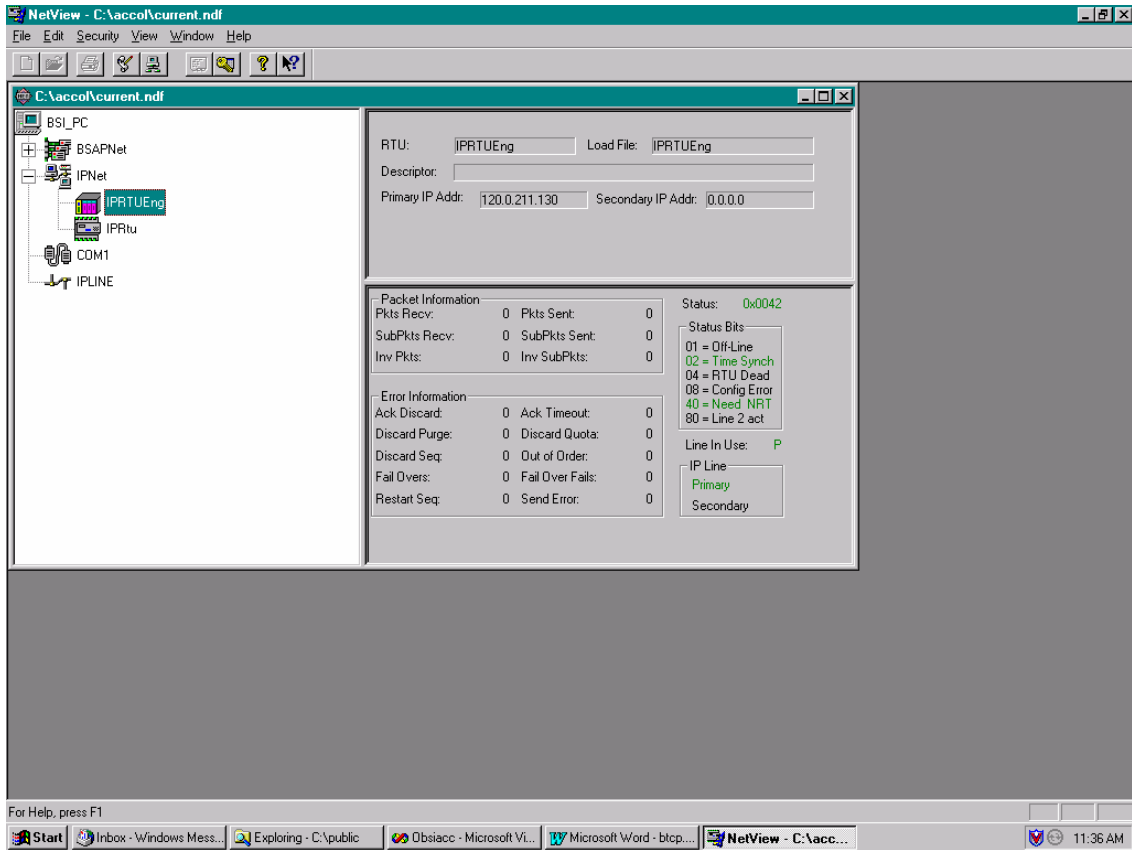 NetView - C:\accol\current.ndf
File Edit Security View Window Help
C:\accol\current.ndf
BSI_PC
BSAPNet
IPNet
IPRTUEng
IPRtu
COM1
IPLINE
RTU: IPRTUEng Load File: IPRTUEng
Descriptor:
Primary IP Addr: 120.0.211.130 Secondary IP Addr: 0.0.0.0
Packet Information
Pkts Recv: 0 Pkts Sent: 0
SubPkts Recv: 0 SubPkts Sent: 0
Inv Pkts: 0 Inv SubPkts: 0
Error Information
Ack Discard: 0 Ack Timeout: 0
Discard Purge: 0 Discard Quota: 0
Discard Seq: 0 Out of Order: 0
Fail Overs: 0 Fail Over Fails: 0
Restart Seq: 0 Send Error: 0
Status: 0x0042
Status Bits
01 = Off-Line
02 = Time Synch
04 = RTU Dead
08 = Config Error
40 = Need NRT
80 = Line 2 act
Line In Use: P
IP Line
Primary
Secondary
For Help, press F1
Start Inbox - Windows Mess... Exploring - C:\public Obsiacc - Microsoft Vi... Microsoft Word - btcp.... NetView - C:\acc... 11:36 AM